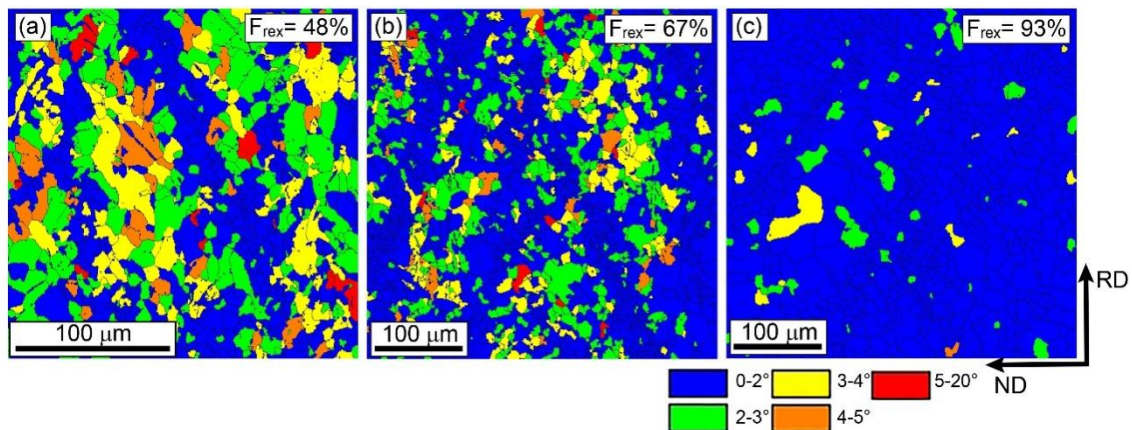 (a) F_rex= 48%
(b) F_rex= 67%
(c) F_rex= 93%
100 μm
100 μm
100 μm
RD
ND
0-2° 3-4° 5-20°
2-3° 4-5°